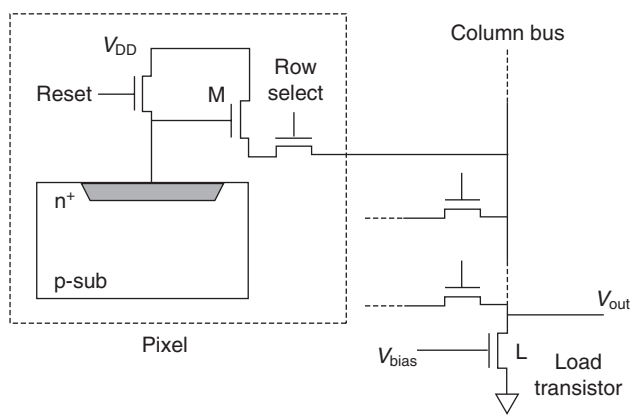 V_DD
Column bus
Reset
M
Row
select
n⁺
p-sub
Pixel
V_out
V_bias
L
Load
transistor